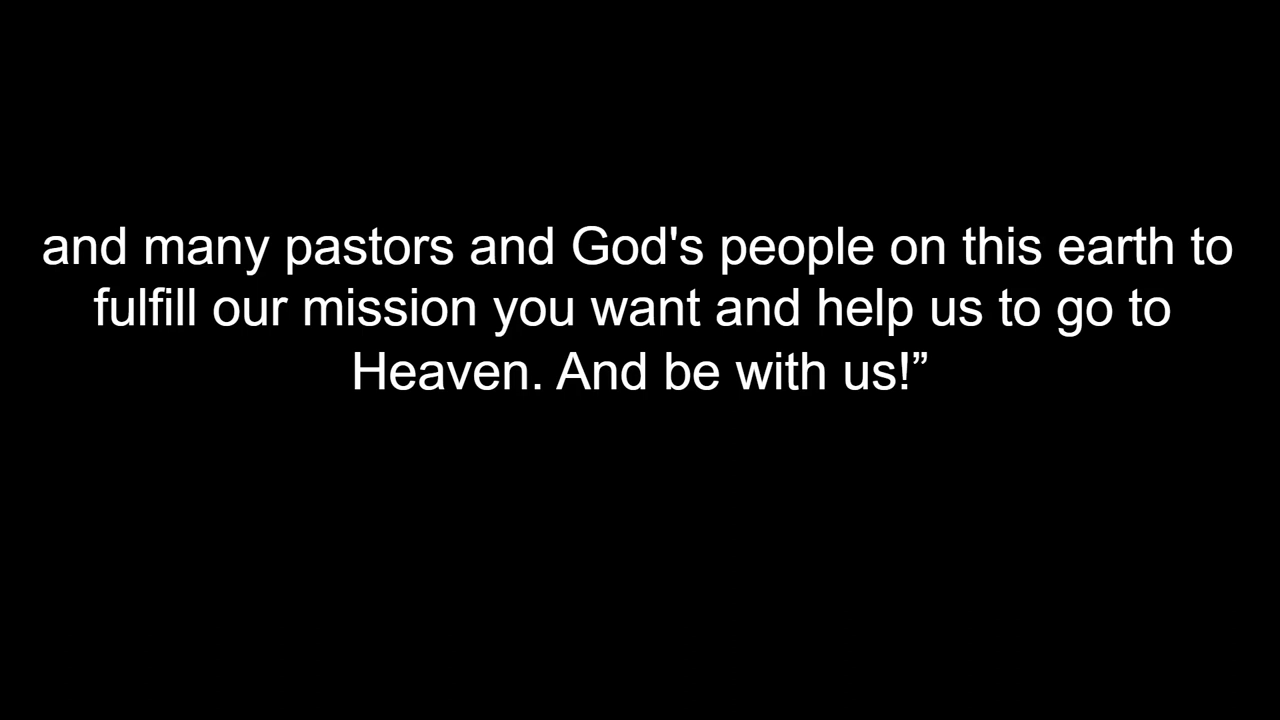 and many pastors and God's people on this earth to
fulfill our mission you want and help us to go to
Heaven. And be with us!”